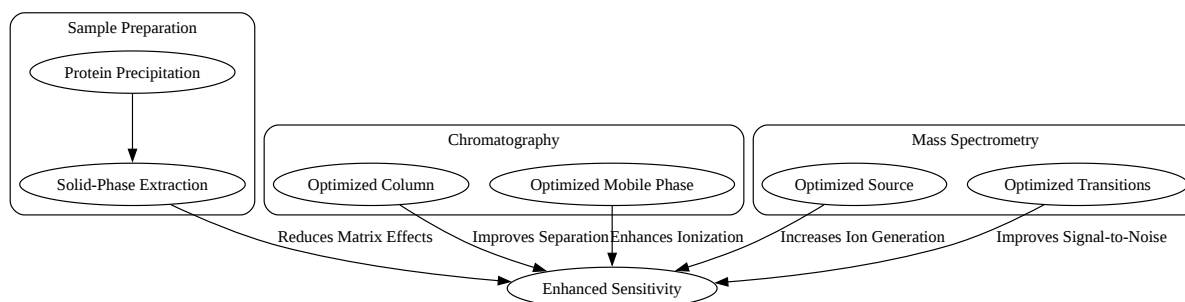 Sample Preparation
Protein Precipitation
Chromatography
Mass Spectrometry
Solid-Phase Extraction
Optimized Column
Optimized Mobile Phase
Optimized Source
Optimized Transitions
Reduces Matrix Effects
Improves Separation
Enhances Ionization
Increases Ion Generation
Improves Signal-to-Noise
Enhanced Sensitivity